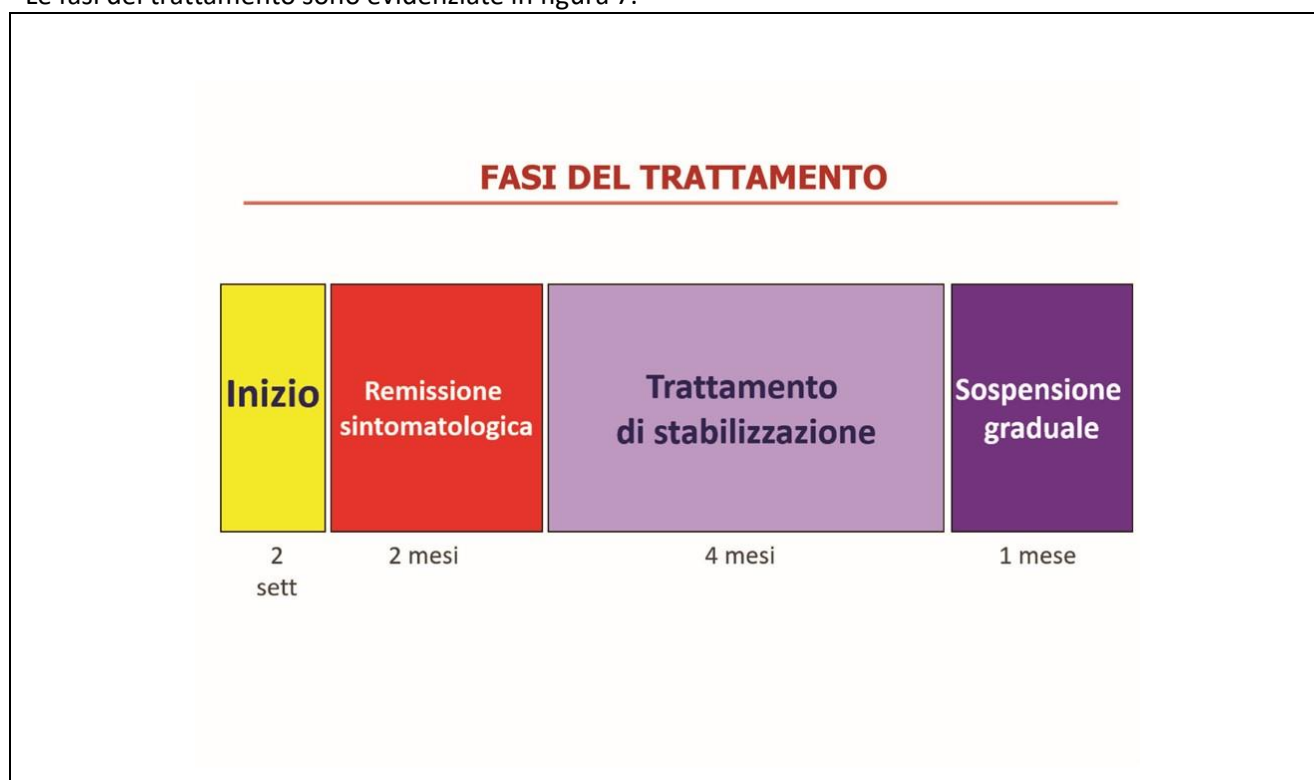 Le fasi del trattamento sono evidenziate in figura 7.
FASI DEL TRATTAMENTO
Inizio
Remissione
sintomatologica
Trattamento
di stabilizzazione
Sospensione
graduale
2
sett
2 mesi
4 mesi
1 mese